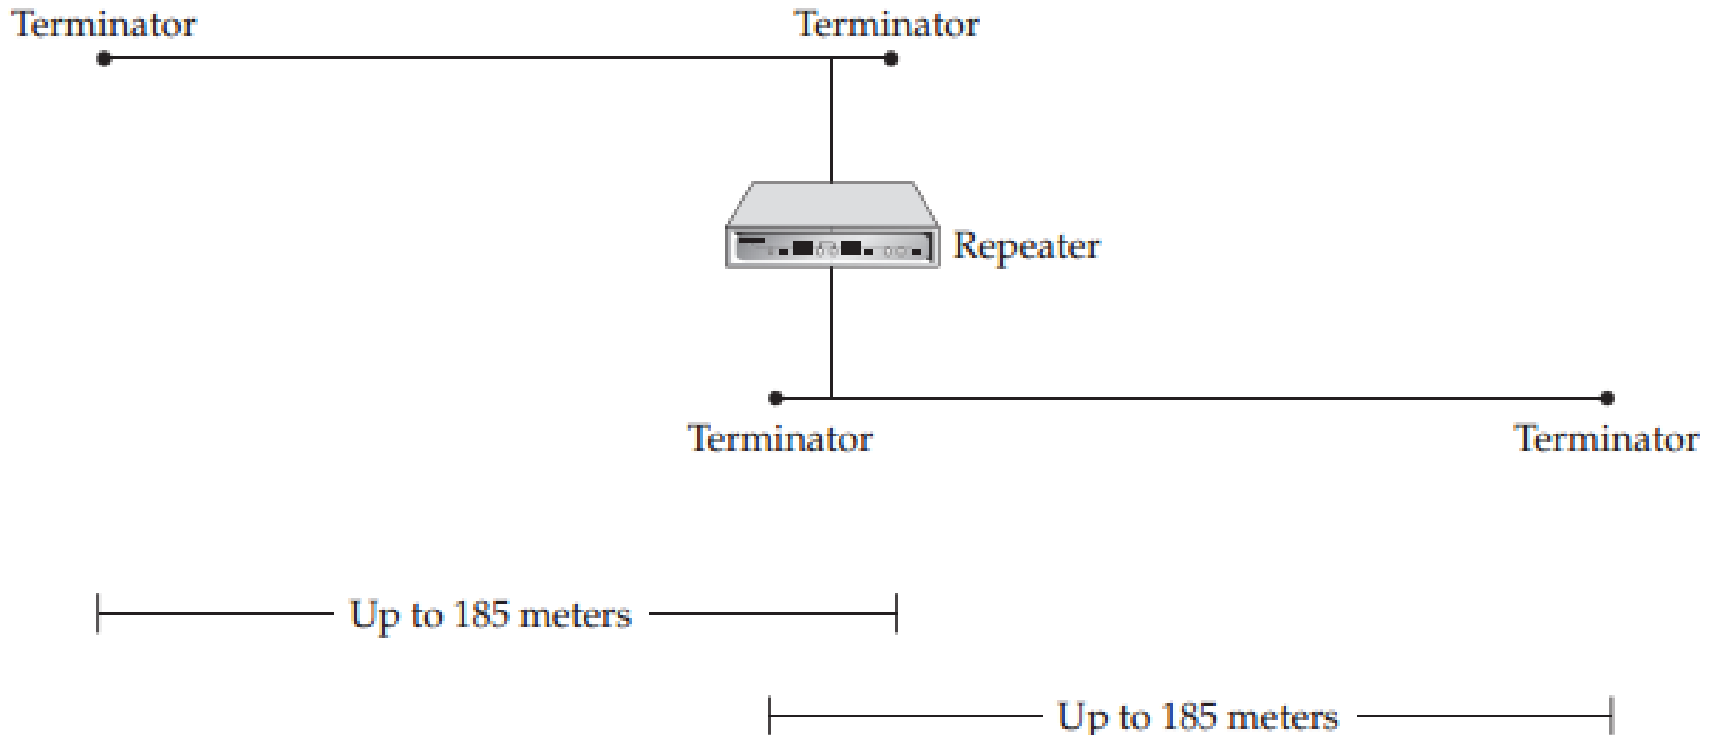 Terminator
Terminator
Repeater
Terminator
Terminator
Up to 185 meters
Up to 185 meters